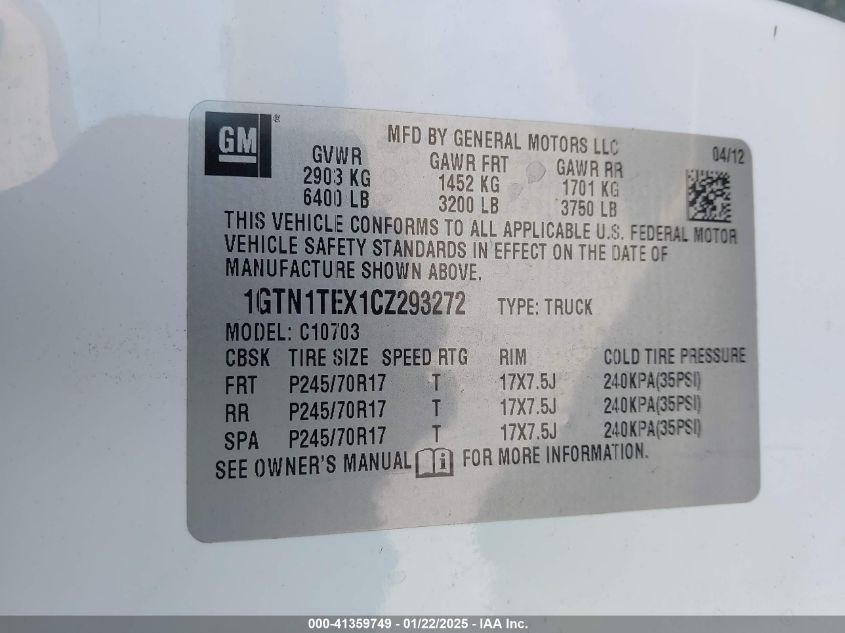 GM
MFD BY GENERAL MOTORS LLC
04/12
GVWR GAWR FRT GAWR RR
2903 KG 1452 KG 1701 KG
6400 LB 3200 LB 3750 LB
THIS VEHICLE CONFORMS TO ALL APPLICABLE U.S. FEDERAL MOTOR
VEHICLE SAFETY STANDARDS IN EFFECT ON THE DATE OF
MANUFACTURE SHOWN ABOVE.
1GTN1TEX1CZ293272 TYPE: TRUCK
MODEL: C10703
CBSK TIRE SIZE SPEED RTG RIM COLD TIRE PRESSURE
FRT P245/70R17 T 17X7.5J 240KPA(35PSI)
RR P245/70R17 T 17X7.5J 240KPA(35PSI)
SPA P245/70R17 T 17X7.5J 240KPA(35PSI)
SEE OWNER'S MANUAL i FOR MORE INFORMATION.
000-41359749 - 01/22/2025 - IAA Inc.